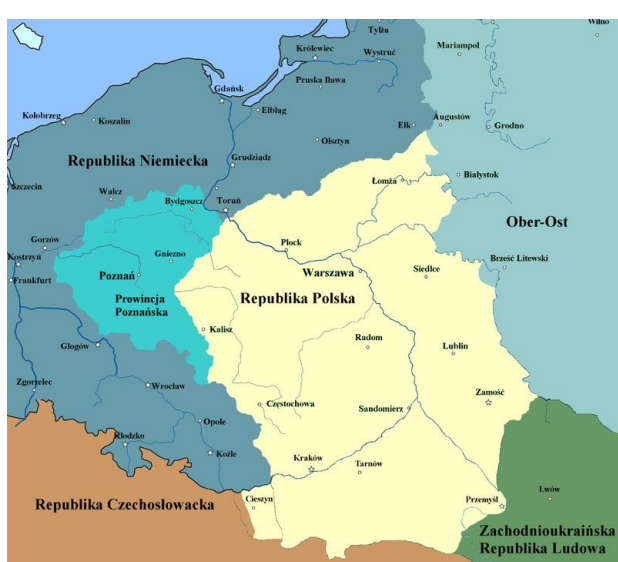 Tylża
Wilno
Królewiec
Mariampol
Wystruć
Pruska Iława
Gdańsk
Kołobrzeg
Elbląg
Koszalin
Ełk
Augustów
Grodno
Olsztyn
Republika Niemiecka
Grudziądz
Szczecin
Wałcz
Łomża
Białystok
Bydgoszcz
Toruń
Ober-Ost
Gorzów
Płock
Kostrzyń
Gniezno
Brześć Litewski
Poznań
Warszawa
Siedlce
Frankfurt
Prowincja
Poznańska
Republika Polska
Kalisz
Radom
Głogów
Lublin
Zgorzelec
Wrocław
Zamość
Częstochowa
Sandomierz
Opole
Kłodzko
Koźle
Kraków
Tarnów
Lwów
Republika Czechosłowacka
Cieszyn
Przemyśl
Zachodnioukraińska
Republika Ludowa